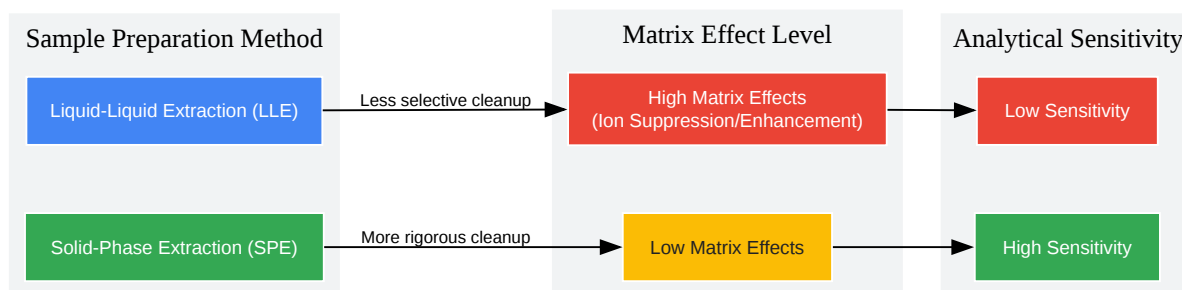 Sample Preparation Method
Matrix Effect Level
Analytical Sensitivity
Liquid-Liquid Extraction (LLE)
Less selective cleanup
High Matrix Effects
(Ion Suppression/Enhancement)
Low Sensitivity
Solid-Phase Extraction (SPE)
More rigorous cleanup
Low Matrix Effects
High Sensitivity